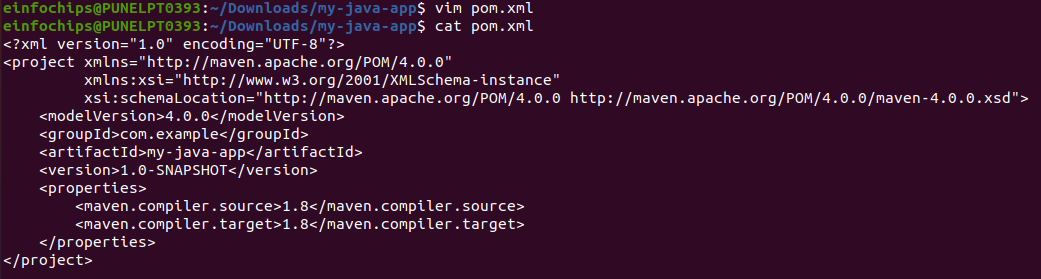 einfochips@PUNELPT0393:~/Downloads/my-java-app$ vim pom.xml
einfochips@PUNELPT0393:~/Downloads/my-java-app$ cat pom.xml
<?xml version="1.0" encoding="UTF-8"?>
<project xmlns="http://maven.apache.org/POM/4.0.0"
         xmlns:xsi="http://www.w3.org/2001/XMLSchema-instance"
         xsi:schemaLocation="http://maven.apache.org/POM/4.0.0 http://maven.apache.org/POM/4.0.0/maven-4.0.0.xsd">
    <modelVersion>4.0.0</modelVersion>
    <groupId>com.example</groupId>
    <artifactId>my-java-app</artifactId>
    <version>1.0-SNAPSHOT</version>
    <properties>
        <maven.compiler.source>1.8</maven.compiler.source>
        <maven.compiler.target>1.8</maven.compiler.target>
    </properties>
</project>